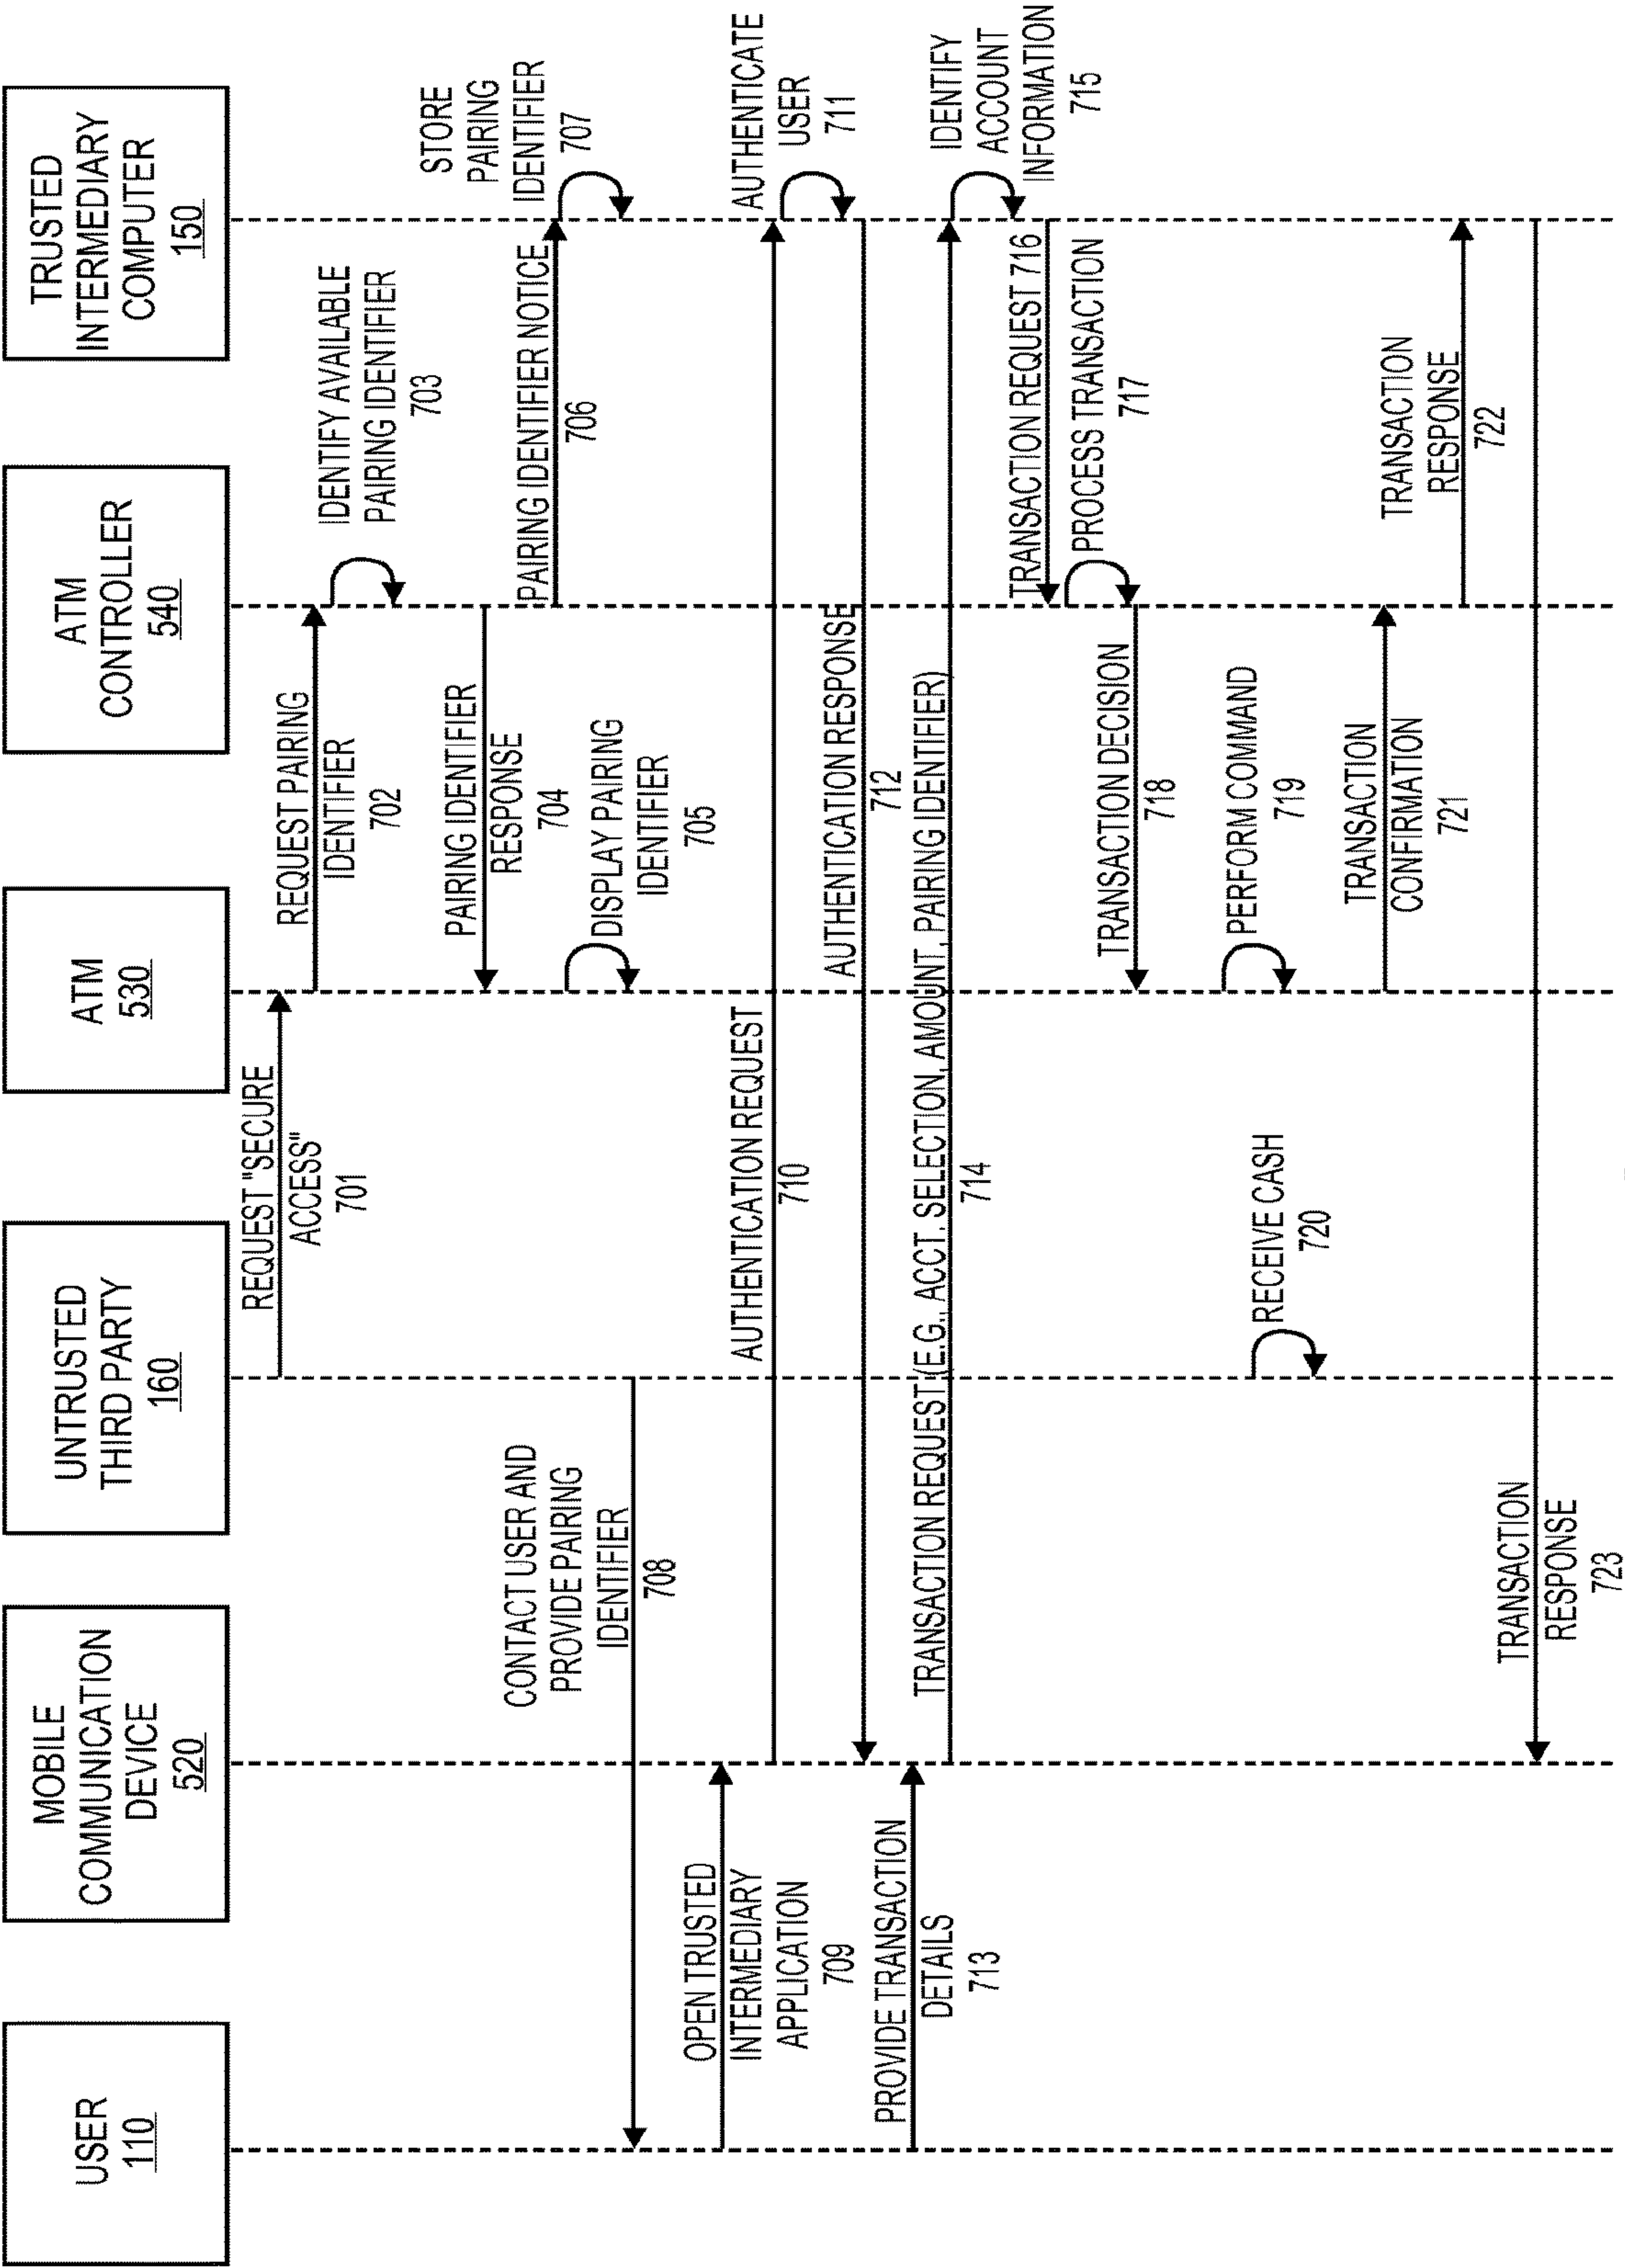 USER
110
MOBILE
COMMUNICATION
DEVICE
520
UNTRUSTED
THIRD PARTY
160
ATM
530
ATM
CONTROLLER
540
TRUSTED
INTERMEDIARY
COMPUTER
150
REQUEST "SECURE
ACCESS"
701
REQUEST PAIRING
IDENTIFIER
702
IDENTIFY AVAILABLE
PAIRING IDENTIFIER
703
PAIRING IDENTIFIER
RESPONSE
704
DISPLAY PAIRING
IDENTIFIER
705
PAIRING IDENTIFIER NOTICE
706
STORE
PAIRING
IDENTIFIER
707
CONTACT USER AND
PROVIDE PAIRING
IDENTIFIER
708
OPEN TRUSTED
INTERMEDIARY
APPLICATION
709
AUTHENTICATION REQUEST
710
AUTHENTICATE
USER
711
AUTHENTICATION RESPONSE
712
PROVIDE TRANSACTION
DETAILS
713
TRANSACTION REQUEST (E.G., ACCT. SELECTION, AMOUNT, PAIRING IDENTIFIER)
714
IDENTIFY
ACCOUNT
INFORMATION
715
TRANSACTION REQUEST 716
PROCESS TRANSACTION
717
TRANSACTION DECISION
718
PERFORM COMMAND
719
RECEIVE CASH
720
TRANSACTION
CONFIRMATION
721
TRANSACTION
RESPONSE
722
TRANSACTION
RESPONSE
723